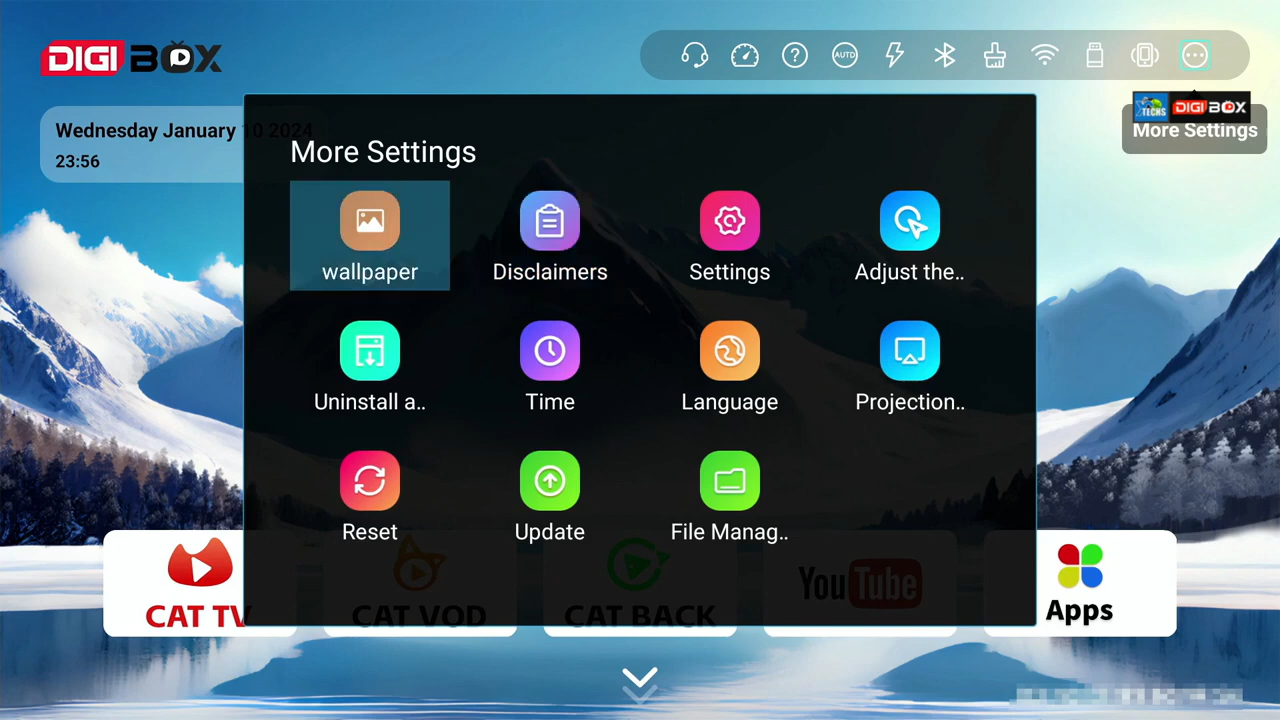 DIGI BOX
AUTO
Wednesday January 10 2024
23:56
TECHS DIGI BOX
More Settings
More Settings
wallpaper
Disclaimers
Settings
Adjust the..
Uninstall a..
Time
Language
Projection..
Reset
Update
File Manag..
CAT TV
CAT VOD
CAT BACK
YouTube
Apps